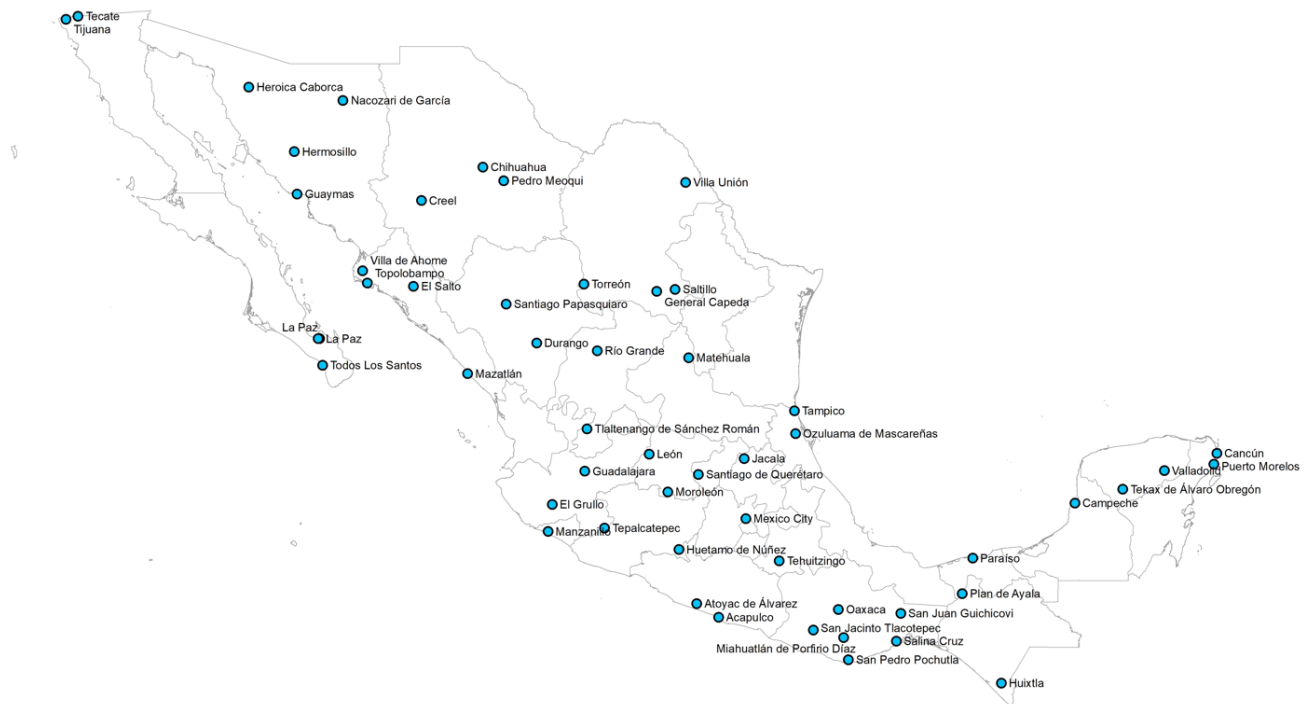 Tecate
Tijuana
Heroica Caborca
Nacozari de García
Hermosillo
Chihuahua
Pedro Meoqui
Villa Unión
Guaymas
Creel
Villa de Ahome
Topolobampo
El Salto
Torreón
Saltillo
General Capeda
Santiago Papasquiaro
La Paz
La Paz
Durango
Río Grande
Matehuala
Todos Los Santos
Mazatlán
Tampico
Tlaltenango de Sánchez Román
Ozuluama de Mascareñas
León
Jacala
Cancún
Puerto Morelos
Guadalajara
Santiago de Querétaro
Valladolid
Moroleón
Tekax de Álvaro Obregón
El Grullo
Campeche
Mexico City
Manzanillo
Tepalcatepec
Huetamo de Núñez
Tehuitzingo
Paraíso
Plan de Ayala
Atoyac de Álvarez
Oaxaca
San Juan Guichicovi
Acapulco
San Jacinto Tlacotepec
Salina Cruz
Miahuatlán de Porfirio Díaz
San Pedro Pochutla
Huixtla